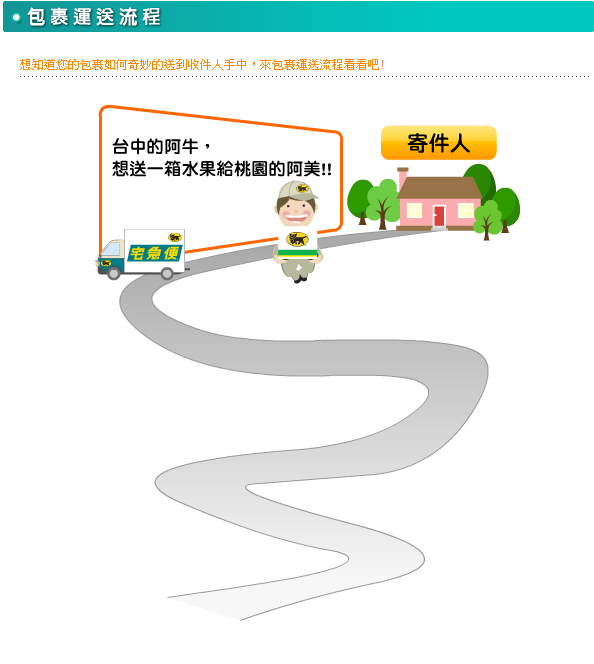 包裹運送流程
想知道您的包裹如何奇妙的送到收件人手中，來包裹運送流程看看吧!
台中的阿牛，
想送一箱水果給桃園的阿美!!
寄件人
宅急便